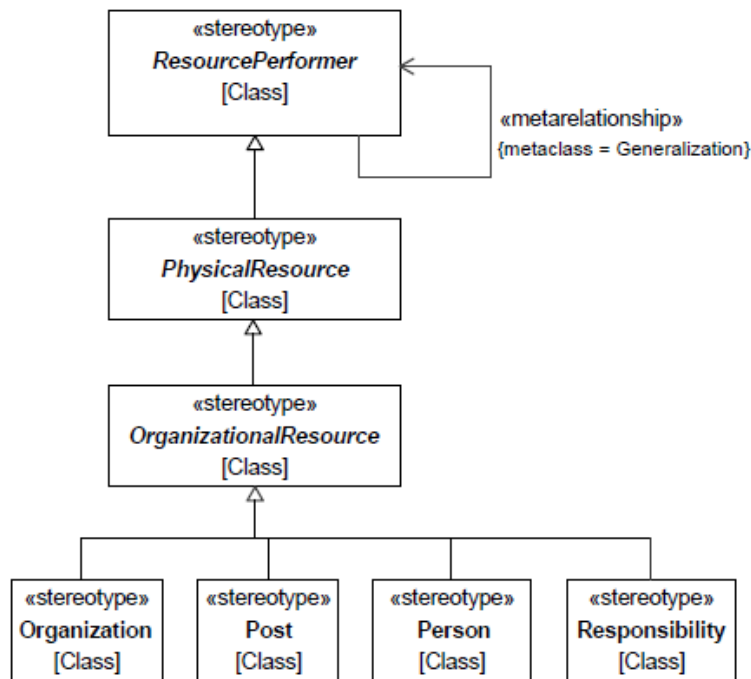 «stereotype»
ResourcePerformer
[Class]
«metarelationship»
{metaclass = Generalization}
«stereotype»
PhysicalResource
[Class]
«stereotype»
OrganizationalResource
[Class]
«stereotype»
Organization
[Class]
«stereotype»
Post
[Class]
«stereotype»
Person
[Class]
«stereotype»
Responsibility
[Class]